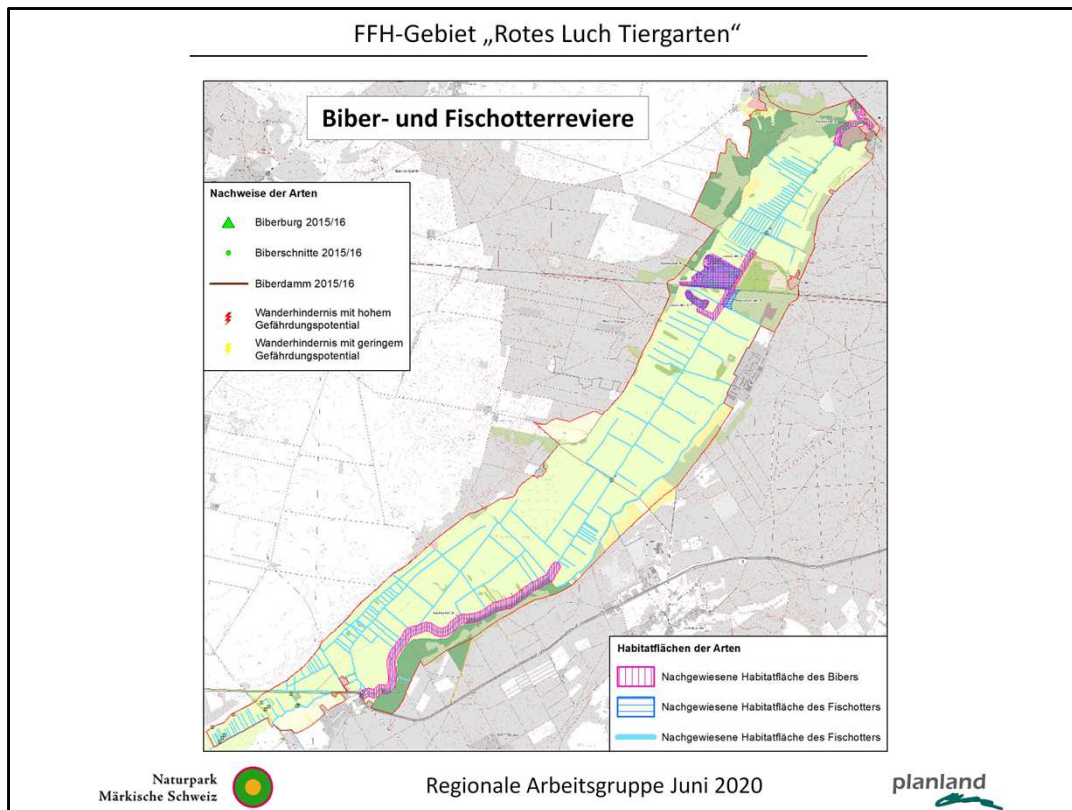 FFH-Gebiet „Rotes Luch Tiergarten“
Biber- und Fischotterreviere
Nachweise der Arten
Biberburg 2015/16
Biberschnitte 2015/16
Biberdamm 2015/16
Wanderhindernis mit hohem
Gefährdungspotential
Wanderhindernis mit geringem
Gefährdungspotential
Habitatflächen der Arten
Nachgewiesene Habitatfläche des Bibers
Nachgewiesene Habitatfläche des Fischotters
Nachgewiesene Habitatfläche des Fischotters
Naturpark
Märkische Schweiz
Regionale Arbeitsgruppe Juni 2020
planland